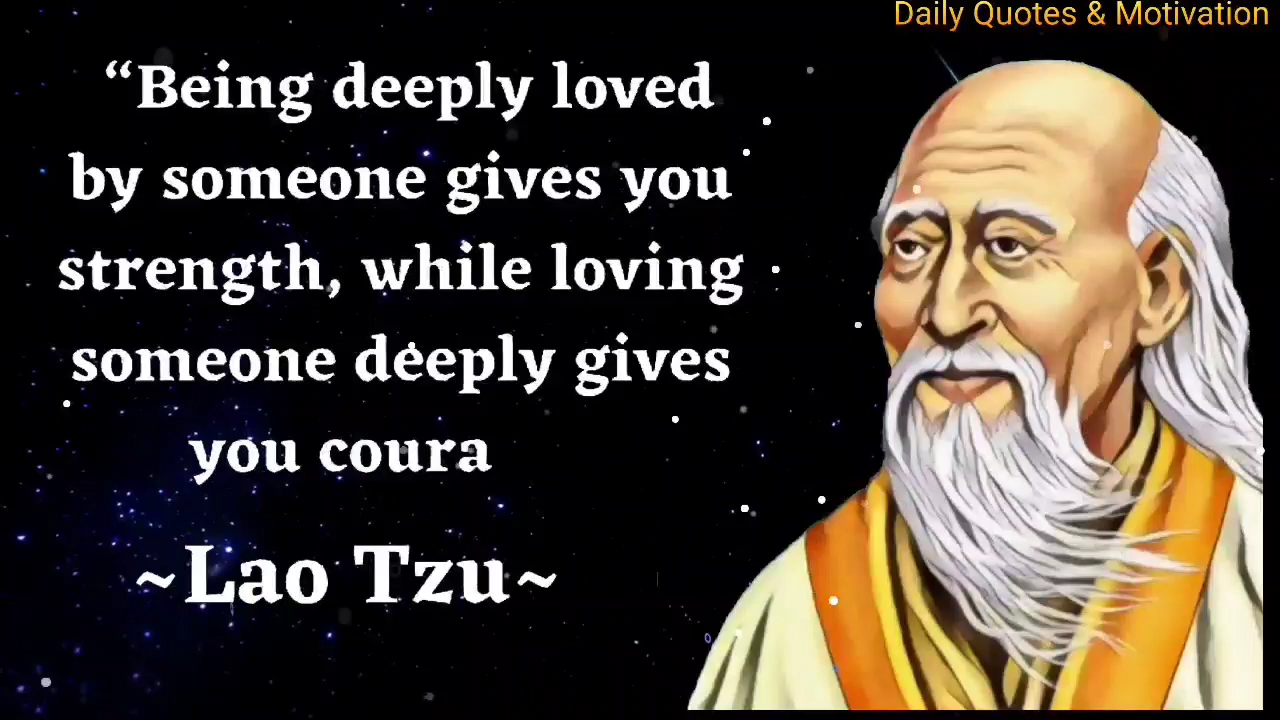 Daily Quotes & Motivation
“Being deeply loved
by someone gives you
strength, while loving
someone deeply gives
you coura
~Lao Tzu~